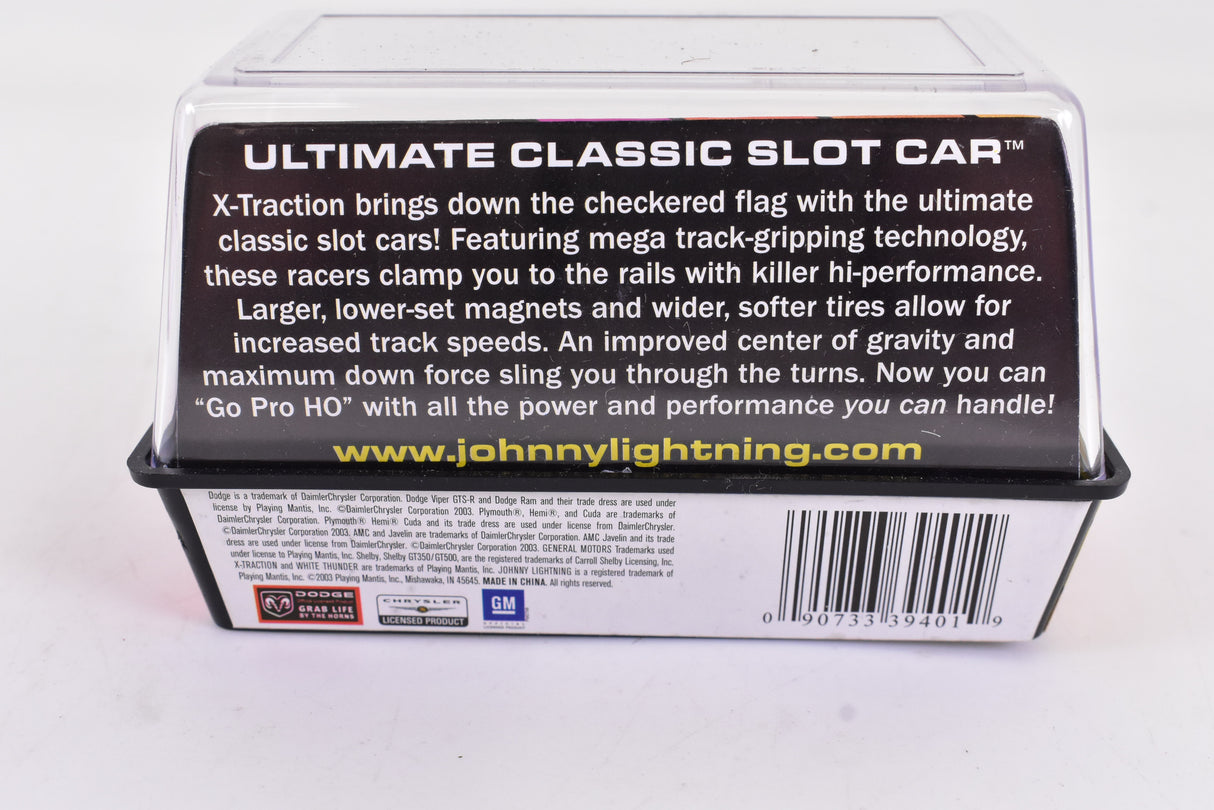 ULTIMATE CLASSIC SLOT CAR™
X-Traction brings down the checkered flag with the ultimate
classic slot cars! Featuring mega track-gripping technology,
these racers clamp you to the rails with killer hi-performance.
Larger, lower-set magnets and wider, softer tires allow for
increased track speeds. An improved center of gravity and
maximum down force sling you through the turns. Now you can
“Go Pro HO” with all the power and performance you can handle!
www.johnnylightning.com
Dodge is a trademark of DaimlerChrysler Corporation. Dodge Viper GTS-R and Dodge Ram and their trade dress are used under
license by Playing Mantis, Inc. ©DaimlerChrysler Corporation 2003. Plymouth®, Hemi®, and Cuda are trademarks of
DaimlerChrysler Corporation. Plymouth® Hemi® Cuda and its trade dress are used under license from DaimlerChrysler.
©DaimlerChrysler Corporation 2003. AMC and Javelin are trademarks of DaimlerChrysler Corporation. AMC Javelin and its trade
dress are used under license from DaimlerChrysler. ©DaimlerChrysler Corporation 2003. GENERAL MOTORS Trademarks used
under license to Playing Mantis, Inc. Shelby, Shelby GT350/GT500, are the registered trademarks of Carroll Shelby Licensing, Inc.
X-TRACTION and WHITE THUNDER are trademarks of Playing Mantis, Inc. JOHNNY LIGHTNING is a registered trademark of
Playing Mantis, Inc. ©2003 Playing Mantis, Inc., Mishawaka, IN 45645. MADE IN CHINA. All rights reserved.
DODGE
GRAB LIFE
BY THE HORNS
CHRYSLER
LICENSED PRODUCT
GM
OFFICIAL
LICENSED PRODUCT
0 90733 39401 9